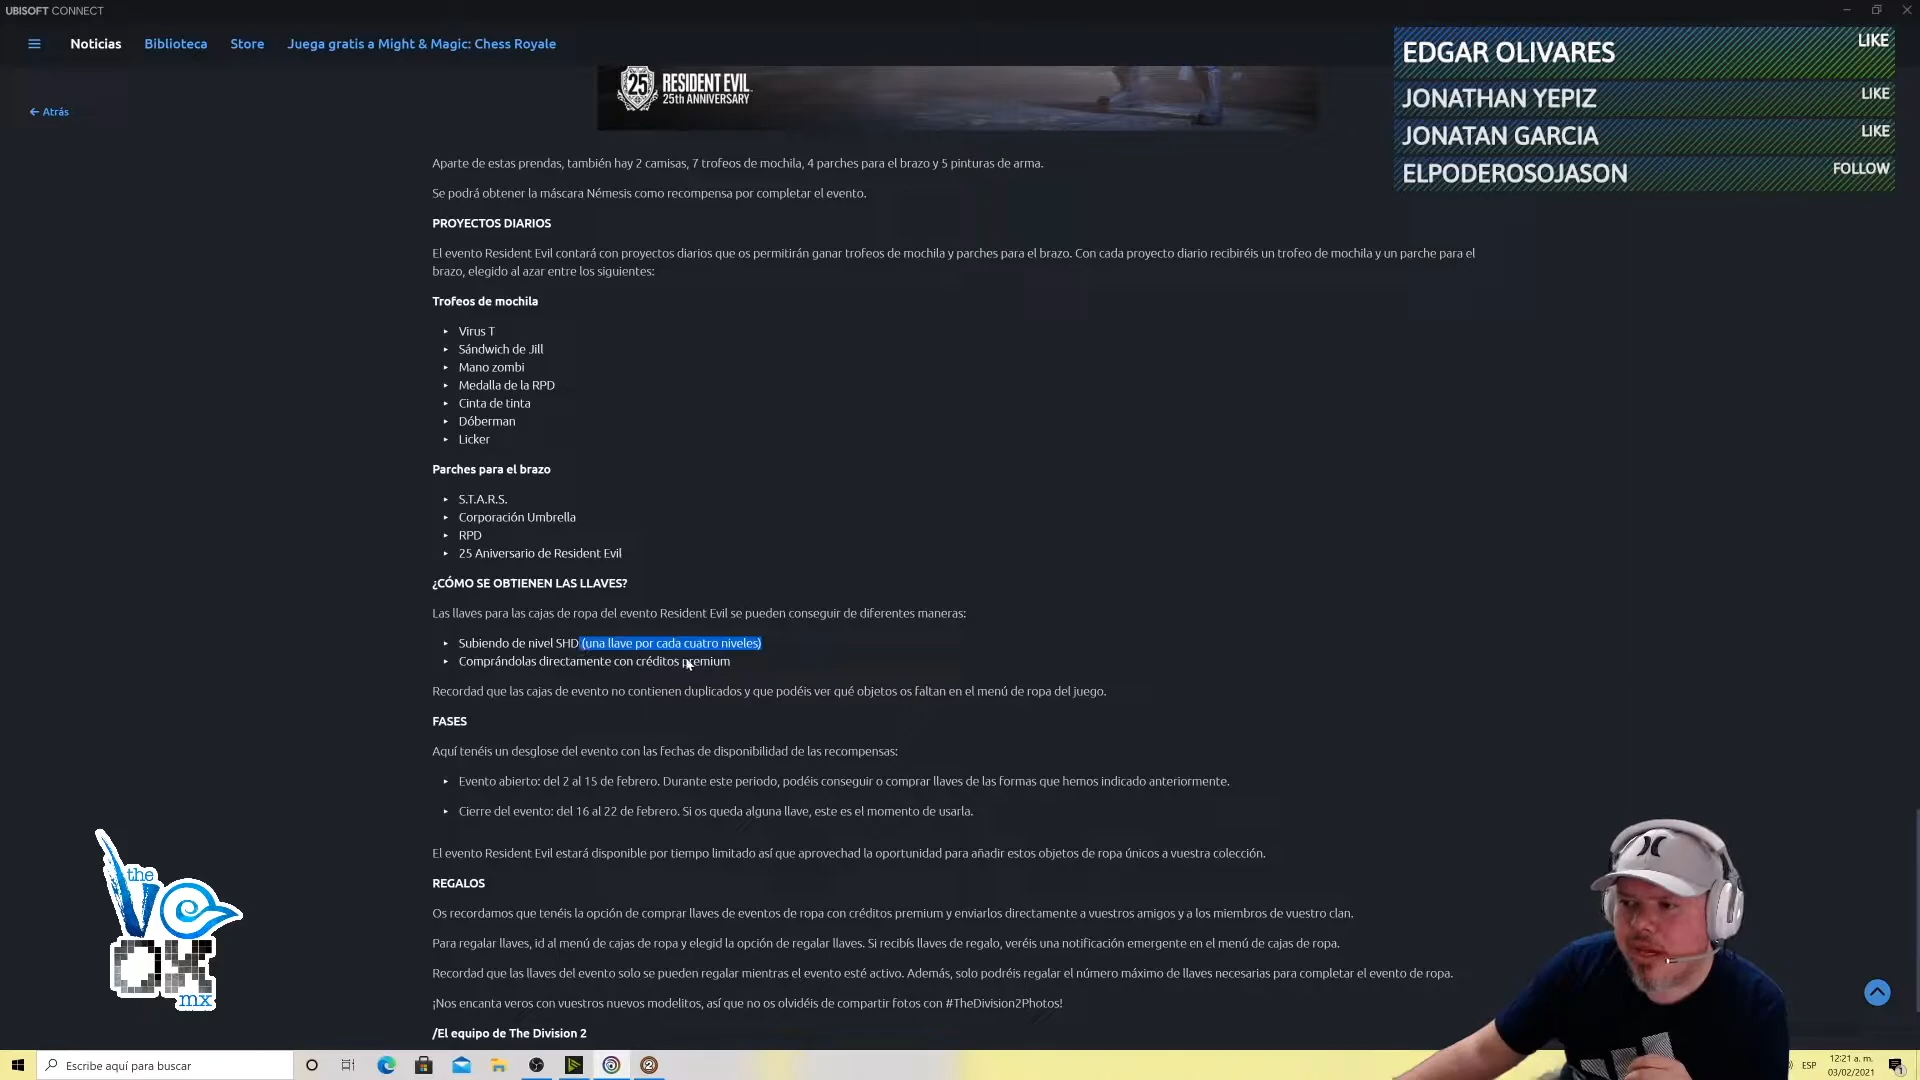 UBISOFT CONNECT
Noticias Biblioteca Store Juega gratis a Might & Magic: Chess Royale
Atrás
25 RESIDENT EVIL
25th ANNIVERSARY
EDGAR OLIVARES LIKE
JONATHAN YEPIZ LIKE
JONATAN GARCIA LIKE
ELPODEROSOJASON FOLLOW
Aparte de estas prendas, también hay 2 camisas, 7 trofeos de mochila, 4 parches para el brazo y 5 pinturas de arma.
Se podrá obtener la máscara Némesis como recompensa por completar el evento.
PROYECTOS DIARIOS
El evento Resident Evil contará con proyectos diarios que os permitirán ganar trofeos de mochila y parches para el brazo. Con cada proyecto diario recibiréis un trofeo de mochila y un parche para el
brazo, elegido al azar entre los siguientes:
Trofeos de mochila
Virus T
Sándwich de Jill
Mano zombi
Medalla de la RPD
Cinta de tinta
Dóberman
Licker
Parches para el brazo
S.T.A.R.S.
Corporación Umbrella
RPD
25 Aniversario de Resident Evil
¿CÓMO SE OBTIENEN LAS LLAVES?
Las llaves para las cajas de ropa del evento Resident Evil se pueden conseguir de diferentes maneras:
Subiendo de nivel SHD (una llave por cada cuatro niveles)
Comprándolas directamente con créditos premium
Recordad que las cajas de evento no contienen duplicados y que podéis ver qué objetos os faltan en el menú de ropa del juego.
FASES
Aquí tenéis un desglose del evento con las fechas de disponibilidad de las recompensas:
Evento abierto: del 2 al 15 de febrero. Durante este periodo, podéis conseguir o comprar llaves de las formas que hemos indicado anteriormente.
Cierre del evento: del 16 al 22 de febrero. Si os queda alguna llave, este es el momento de usarla.
El evento Resident Evil estará disponible por tiempo limitado así que aprovechad la oportunidad para añadir estos objetos de ropa únicos a vuestra colección.
REGALOS
Os recordamos que tenéis la opción de comprar llaves de eventos de ropa con créditos premium y enviarlos directamente a vuestros amigos y a los miembros de vuestro clan.
Para regalar llaves, id al menú de cajas de ropa y elegid la opción de regalar llaves. Si recibís llaves de regalo, veréis una notificación emergente en el menú de cajas de ropa.
Recordad que las llaves del evento solo se pueden regalar mientras el evento esté activo. Además, solo podréis regalar el número máximo de llaves necesarias para completar el evento de ropa.
¡Nos encanta veros con vuestros nuevos modelitos, así que no os olvidéis de compartir fotos con #TheDivision2Photos!
/El equipo de The Division 2
the
mx
Escribe aquí para buscar
ESP
12:21 a. m.
03/02/2021